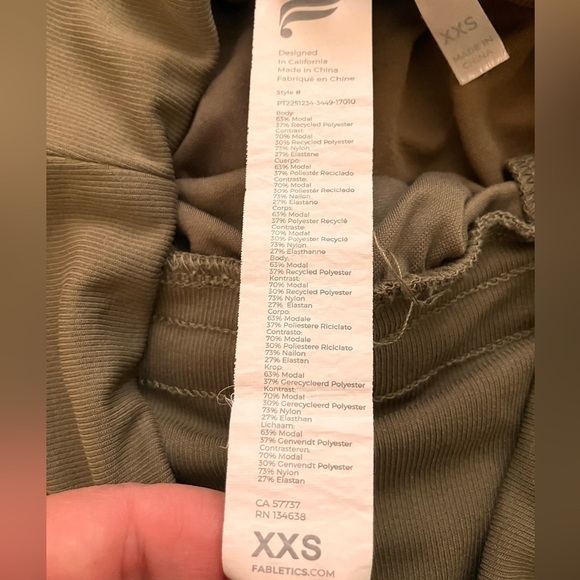 Designed
In California
Made in China
Fabriqué en Chine
Style #
PT2251234-3449-17010
Body:
63% Modal
37% Recycled Polyester
Contrast:
70% Modal
30% Recycled Polyester
73% Nylon
27% Elastane
Cuerpo:
63% Modal
37% Poliestér Reciclado
Contraste:
70% Modal
30% Poliestér Reciclado
73% Nailon
27% Elastano
Corps:
63% Modal
37% Polyester Recyclé
Contraste:
70% Modal
30% Polyester Recyclé
73% Nylon
27% Elasthanne
Body:
63% Modal
37% Recycled Polyester
Kontrast:
70% Modal
30% Recycled Polyester
73% Nylon
27% Elastan
Corpo:
63% Modale
37% Poliestere Riciclato
Contrasto:
70% Modale
30% Poliestere Riciclato
73% Nailon
27% Elastan
Krop:
63% Modal
37% Gerecycleerd Polyester
Kontrast:
70% Modal
30% Gerecycleerd Polyester
73% Nylon
27% Elasthan
Lichaam:
63% Modal
37% Genvendt Polyester
Contrasteren:
70% Modal
30% Genvendt Polyester
73% Nylon
27% Elastan
CA 57737
RN 134638
XXS
FABLETICS.COM
XXS
MADE IN
CHINA